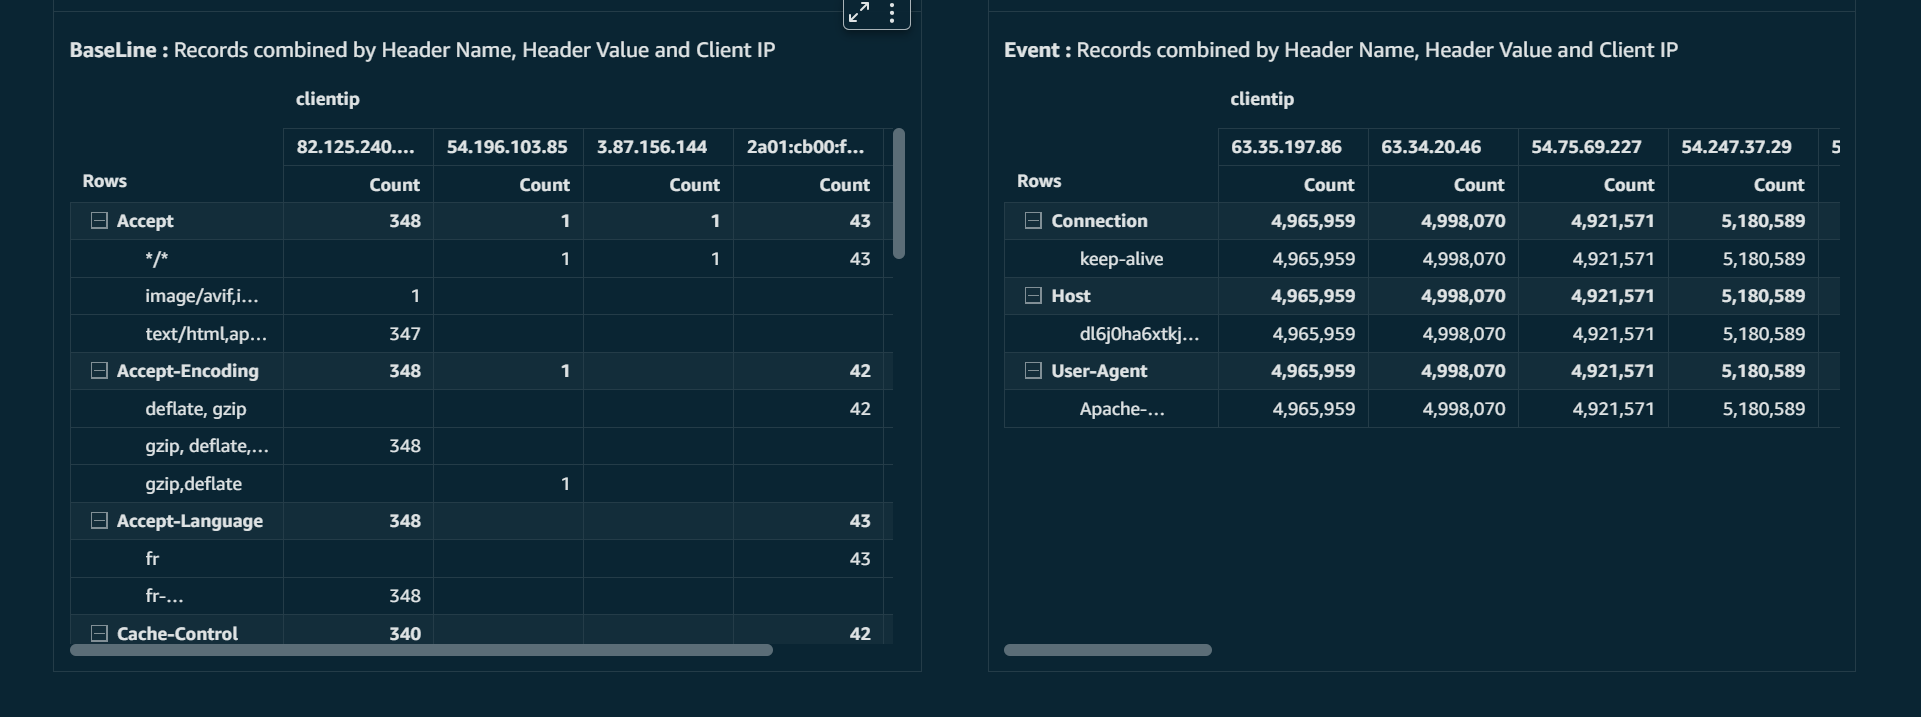 BaseLine : Records combined by Header Name, Header Value and Client IP
clientip
82.125.240.... 54.196.103.85 3.87.156.144 2a01:cb00:f...
Rows Count Count Count Count
Accept 348 1 1 43
*/* 1 1 43
image/avif,i... 1
text/html,ap... 347
Accept-Encoding 348 1 42
deflate, gzip 42
gzip, deflate,... 348
gzip,deflate 1
Accept-Language 348 43
fr 43
fr-... 348
Cache-Control 340 42
Event : Records combined by Header Name, Header Value and Client IP
clientip
63.35.197.86 63.34.20.46 54.75.69.227 54.247.37.29 5
Rows Count Count Count Count
Connection 4,965,959 4,998,070 4,921,571 5,180,589
keep-alive 4,965,959 4,998,070 4,921,571 5,180,589
Host 4,965,959 4,998,070 4,921,571 5,180,589
dl6j0ha6xtkj... 4,965,959 4,998,070 4,921,571 5,180,589
User-Agent 4,965,959 4,998,070 4,921,571 5,180,589
Apache-... 4,965,959 4,998,070 4,921,571 5,180,589